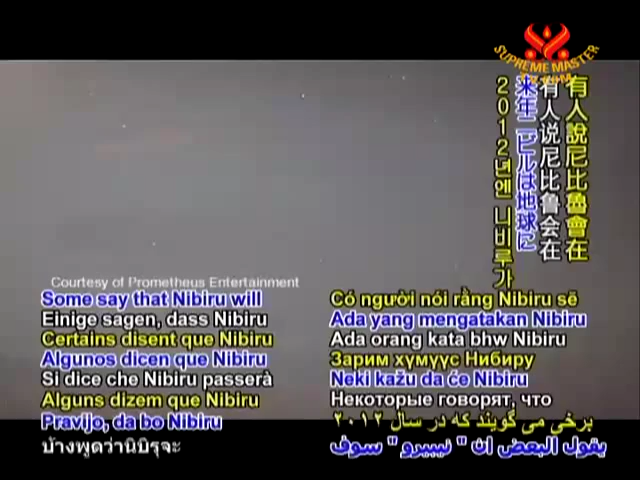 SUPREME MASTER
有人說尼比魯會在
有人说尼比鲁会在
来年ニビルは地球に
2012년엔 니비루가
Courtesy of Prometheus Entertainment
Some say that Nibiru will
Einige sagen, dass Nibiru
Certains disent que Nibiru
Algunos dicen que Nibiru
Si dice che Nibiru passerà
Alguns dizem que Nibiru
Pravijo, da bo Nibiru
บ้างพูดว่านิบิรุจะ
Có người nói rằng Nibiru sẽ
Ada yang mengatakan Nibiru
Ada orang kata bhw Nibiru
Зарим хүмүүс Нибиру
Neki kažu da će Nibiru
Некоторые говорят, что
برخی می گویند که در سال ۲۰۱۲
يقول البعض ان " نيبيرو " سوف